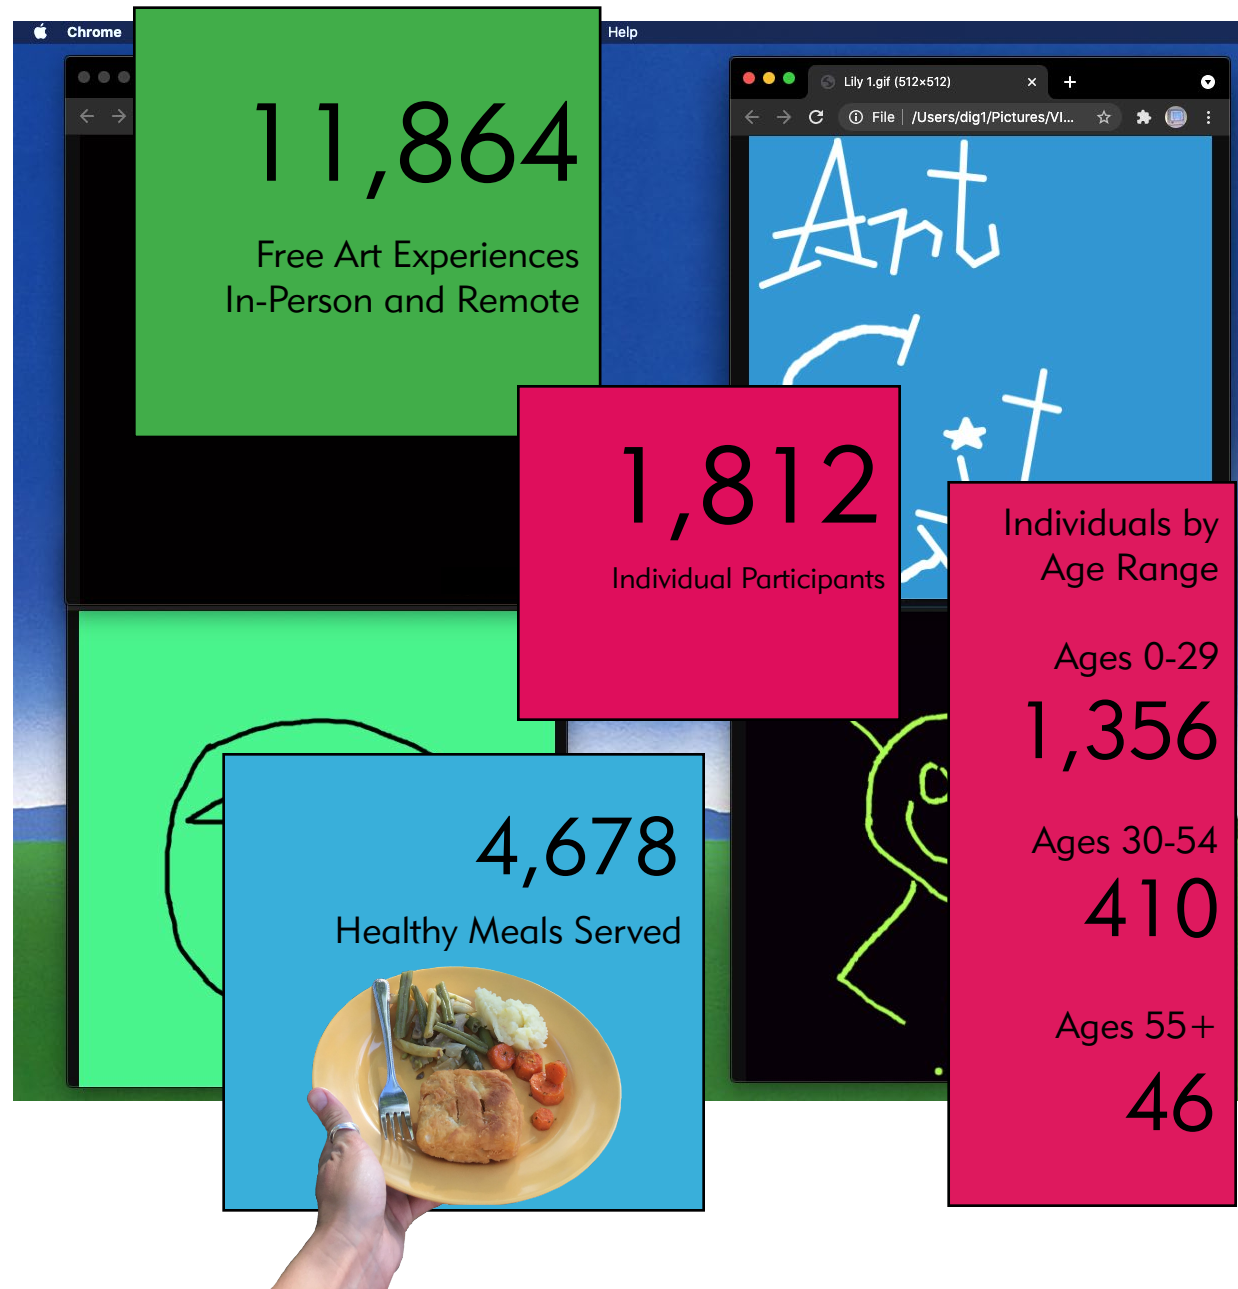 Chrome
Help
Lily 1.gif (512×512)
File
/Users/dig1/Pictures/VI...
11,864
Free Art Experiences
In-Person and Remote
Art
1,812
Individual Participants
Individuals by
Age Range
Ages 0-29
1,356
Ages 30-54
410
Ages 55+
46
4,678
Healthy Meals Served